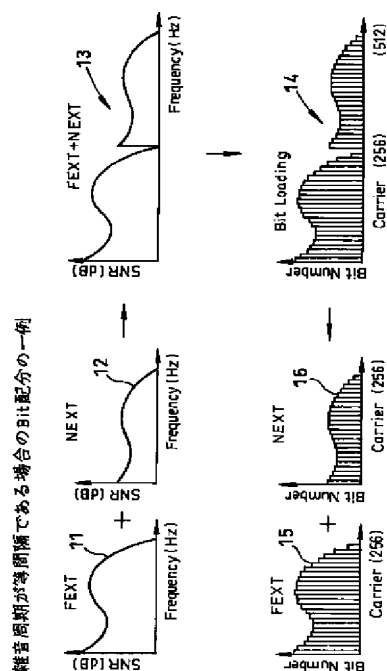 雑音周期が等間隔である場合のBit配分の一例
SNR(dB)
FEXT
11
Frequency(Hz)
+
SNR(dB)
NEXT
12
Frequency(Hz)
SNR(dB)
FEXT+NEXT
13
Frequency(Hz)
Bit Number
FEXT
15
Carrier (256)
+
Bit Number
NEXT
16
Carrier (256)
Bit Number
Bit Loading
14
Carrier (256)
(512)